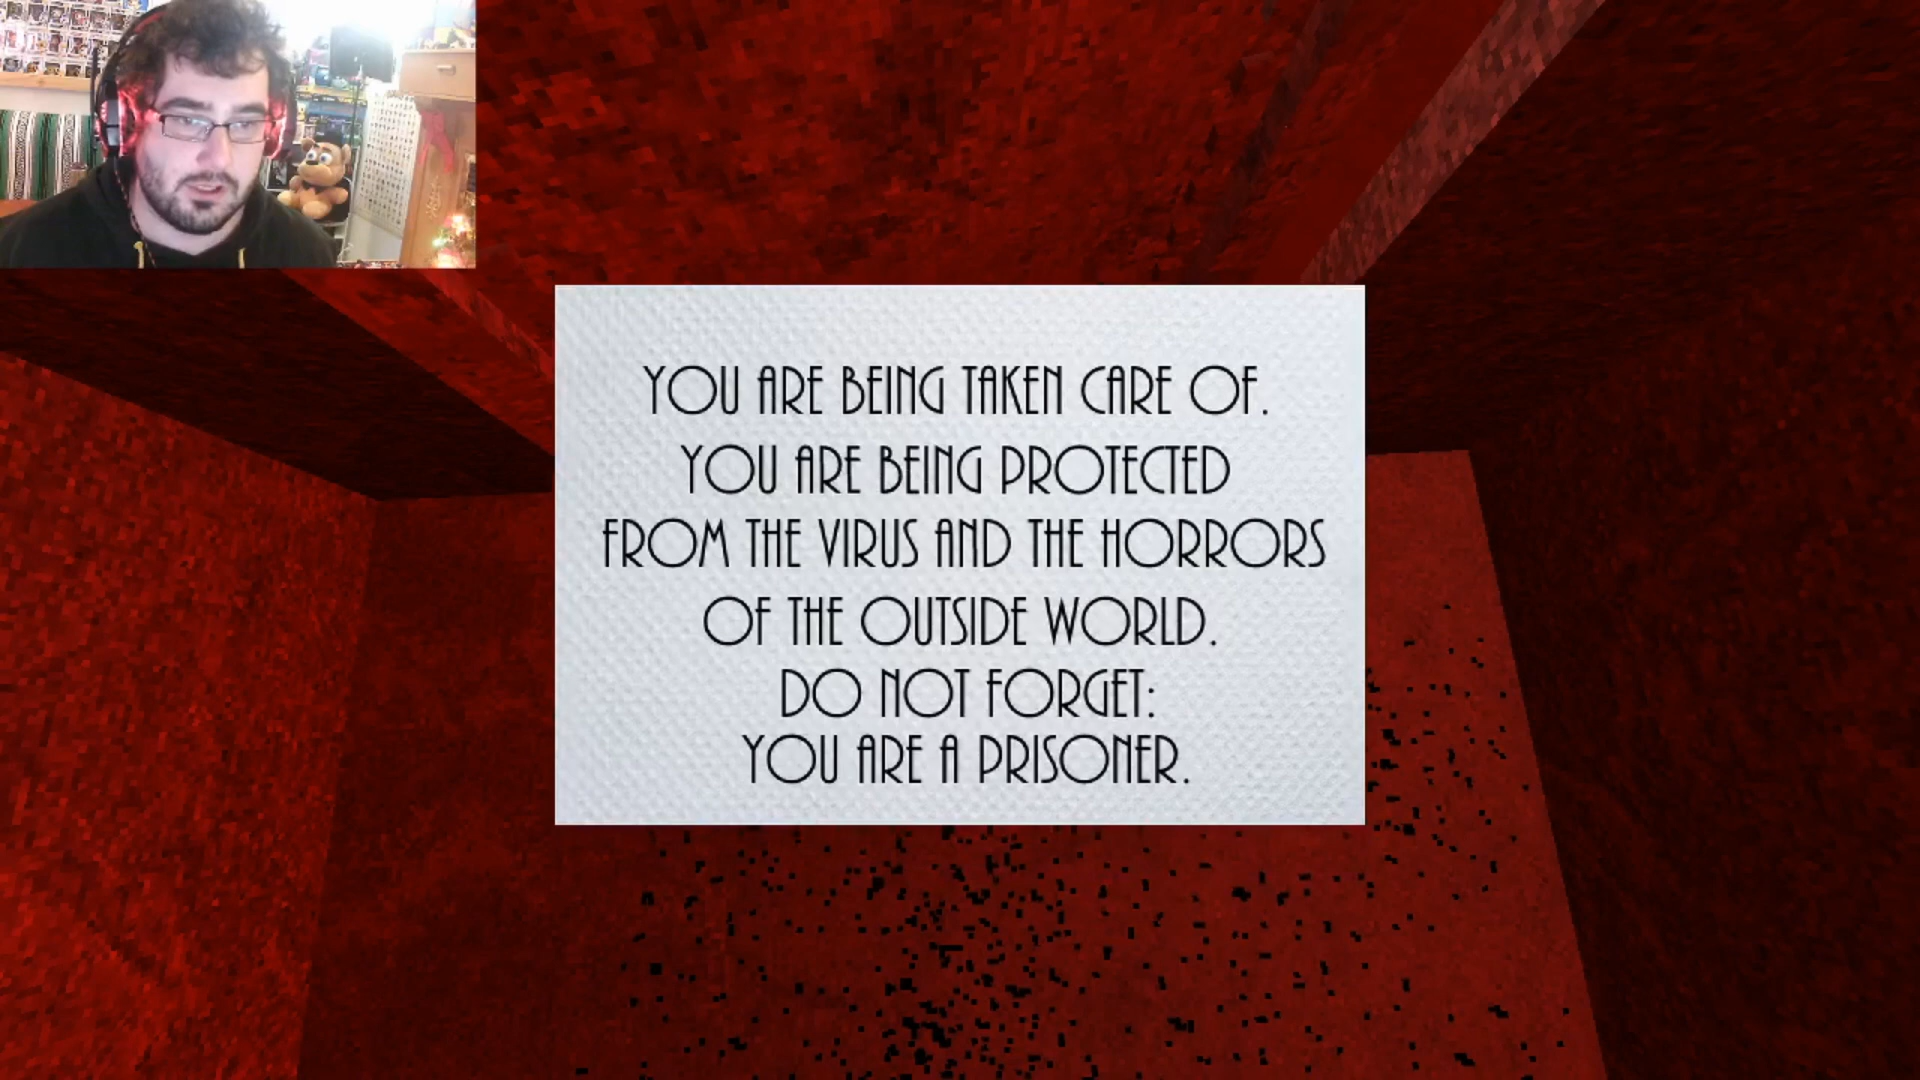 YOU ARE BEING TAKEN CARE OF.
YOU ARE BEING PROTECTED
FROM THE VIRUS AND THE HORRORS
OF THE OUTSIDE WORLD.
DO NOT FORGET:
YOU ARE A PRISONER.